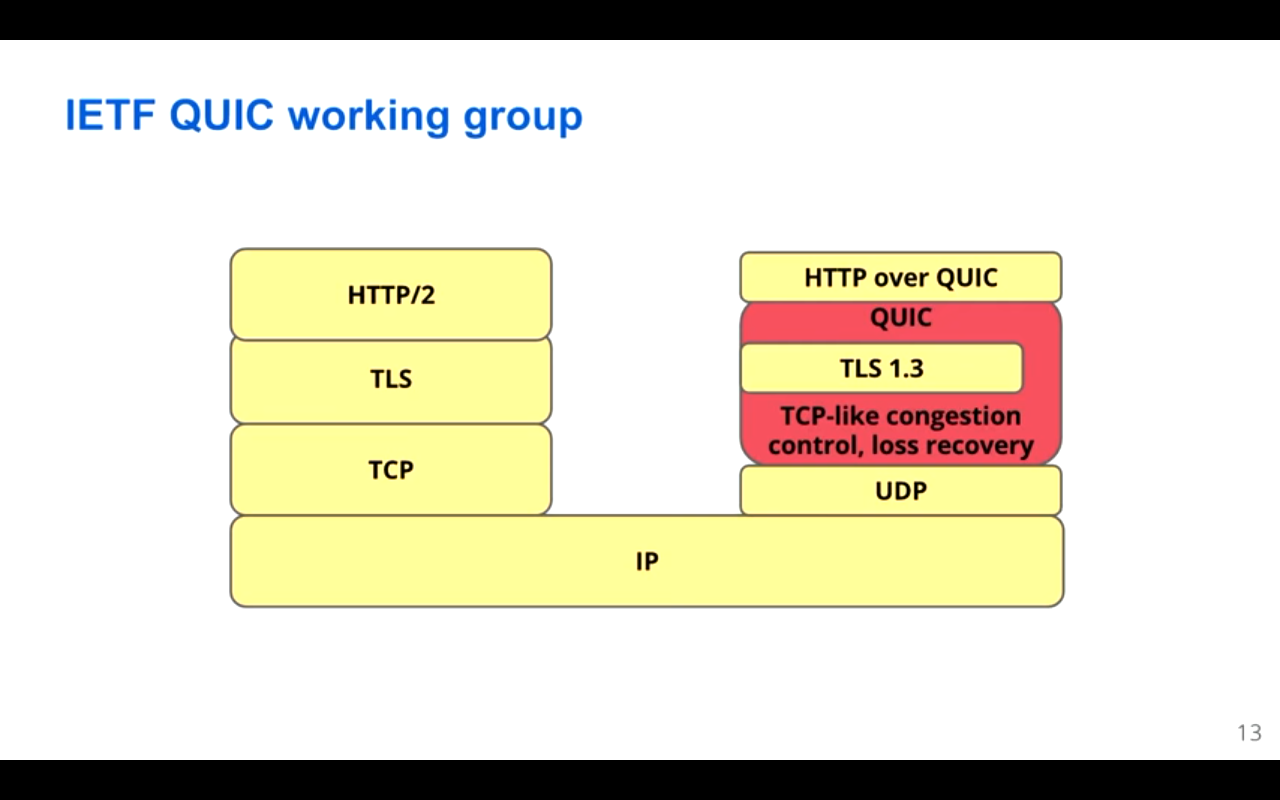 IETF QUIC working group
HTTP/2
TLS
TCP
HTTP over QUIC
QUIC
TLS 1.3
TCP-like congestion
control, loss recovery
UDP
IP
13